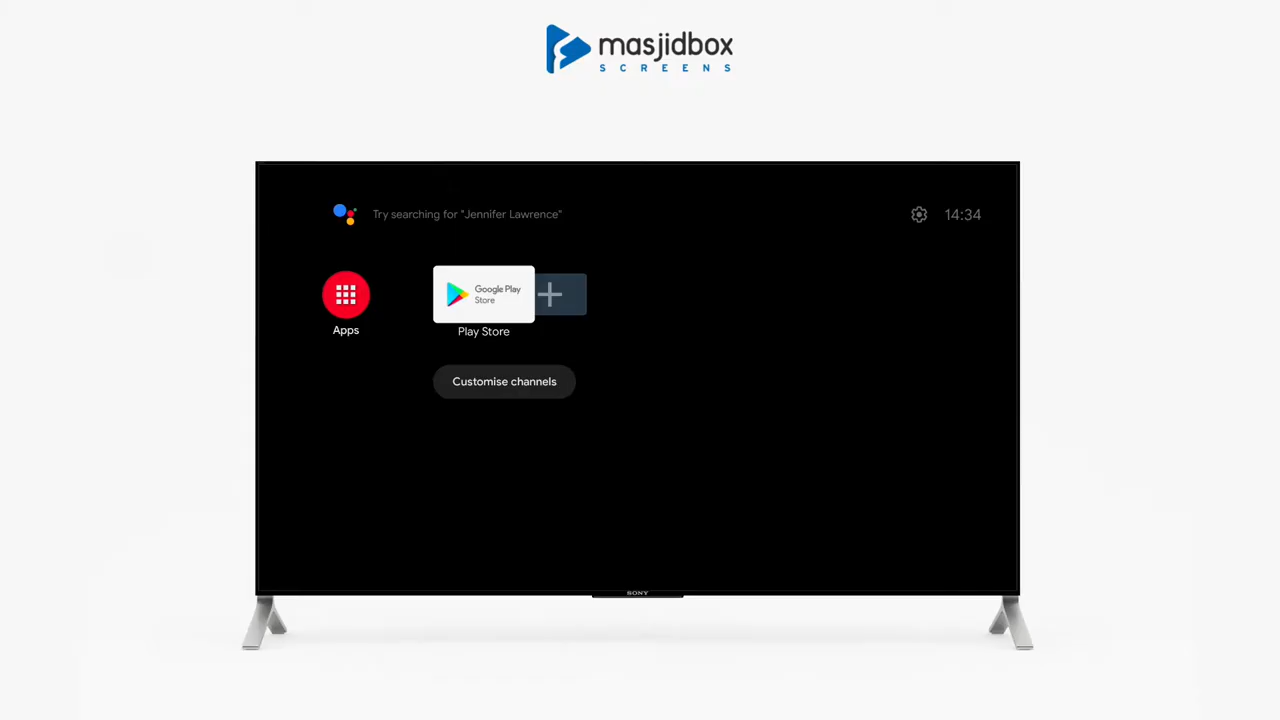 masjidbox
SCREENS
Try searching for "Jennifer Lawrence"
14:34
Google Play
Store
Apps
Play Store
Customise channels
SONY